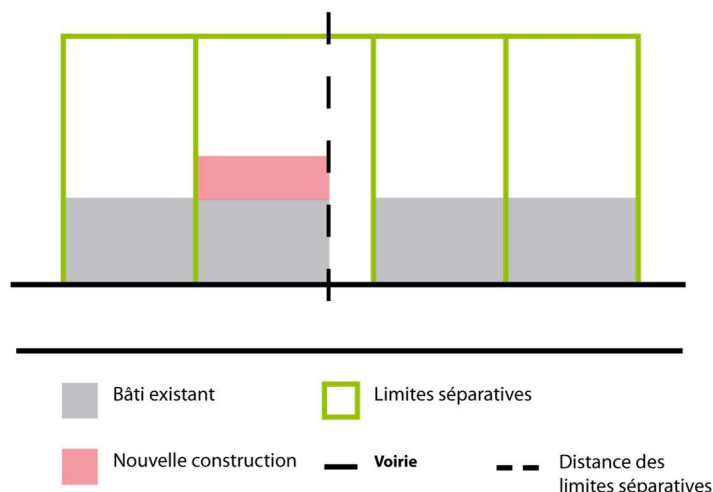 Bâti existant
Limites séparatives
Nouvelle construction
Voirie
Distance des
limites séparatives